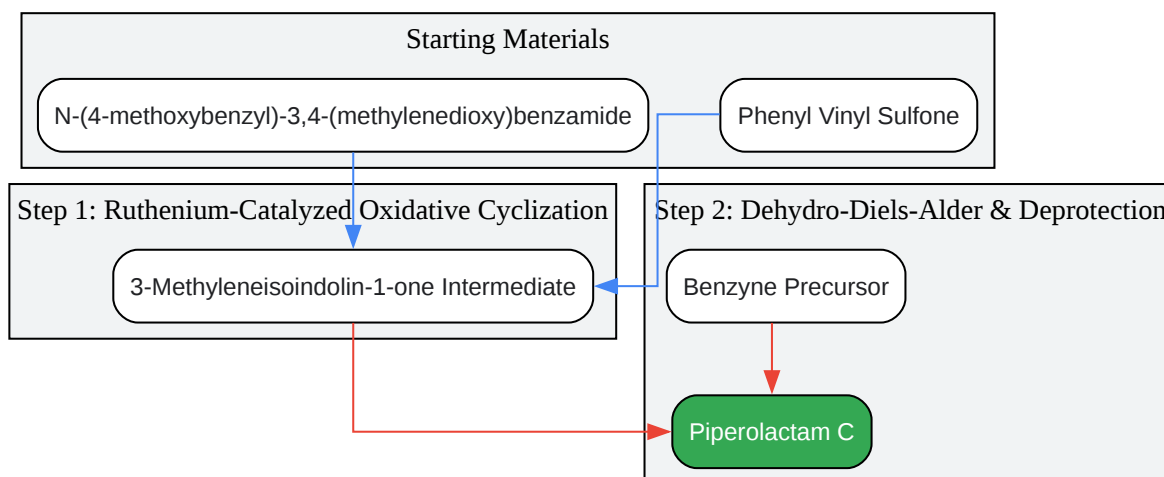 Starting Materials
N-(4-methoxybenzyl)-3,4-(methylenedioxy)benzamide
Phenyl Vinyl Sulfone
Step 1: Ruthenium-Catalyzed Oxidative Cyclization
3-Methyleneisoindolin-1-one Intermediate
Step 2: Dehydro-Diels-Alder & Deprotection
Benzyne Precursor
Piperolactam C